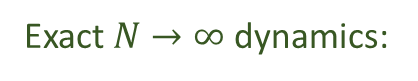 Exact 𝑁 → ∞ dynamics: